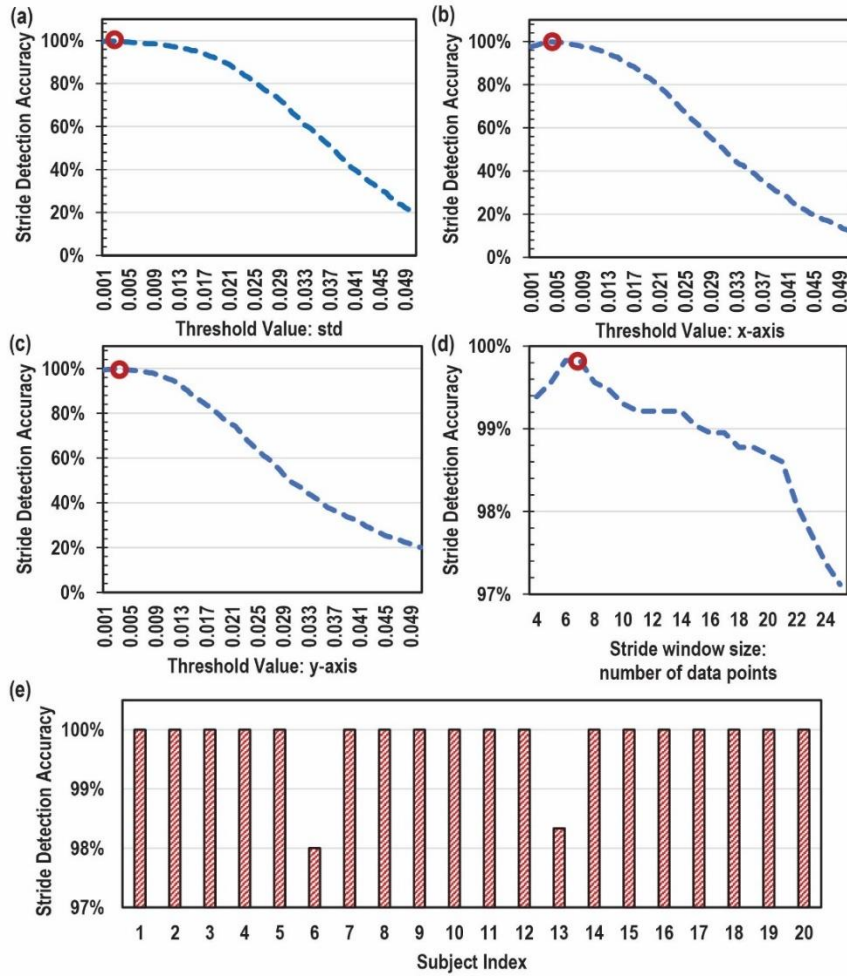 (a)
Stride Detection Accuracy
100%
80%
60%
40%
20%
0%
0.001 0.005 0.009 0.013 0.017 0.021 0.025 0.029 0.033 0.037 0.041 0.045 0.049
Threshold Value: std
(b)
Stride Detection Accuracy
100%
80%
60%
40%
20%
0%
0.001 0.005 0.009 0.013 0.017 0.021 0.025 0.029 0.033 0.037 0.041 0.045 0.049
Threshold Value: x-axis
(c)
Stride Detection Accuracy
100%
80%
60%
40%
20%
0%
0.001 0.005 0.009 0.013 0.017 0.021 0.025 0.029 0.033 0.037 0.041 0.045 0.049
Threshold Value: y-axis
(d)
Stride Detection Accuracy
100%
99%
98%
97%
4 6 8 10 12 14 16 18 20 22 24
Stride window size:
number of data points
(e)
Stride Detection Accuracy
100%
99%
98%
97%
1 2 3 4 5 6 7 8 9 10 11 12 13 14 15 16 17 18 19 20
Subject Index